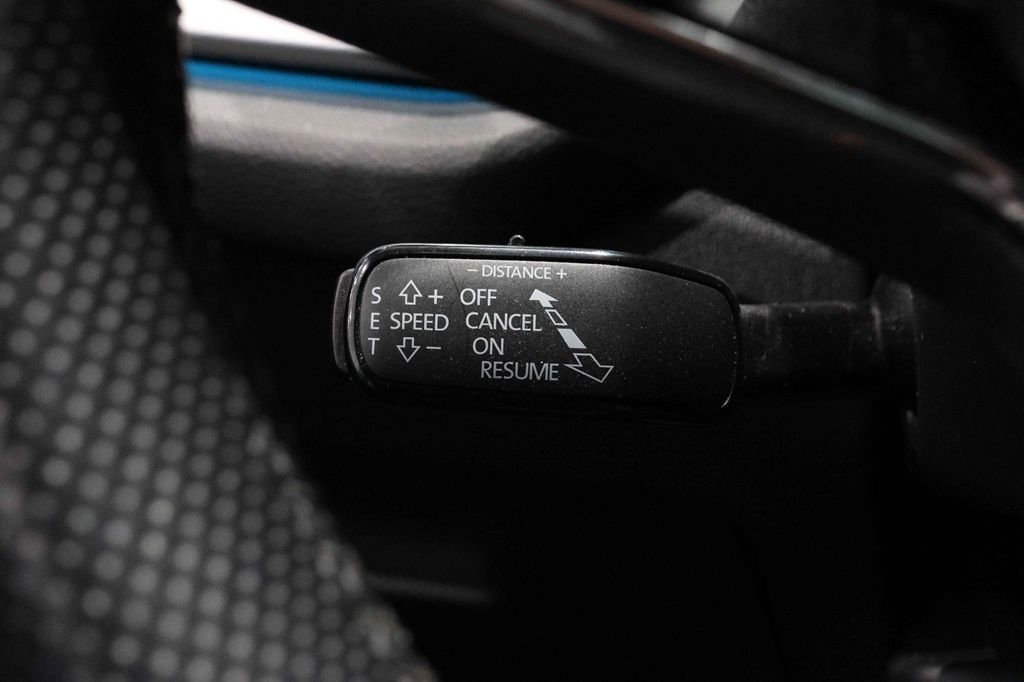 − DISTANCE +
S + OFF
E SPEED CANCEL
T − ON
RESUME